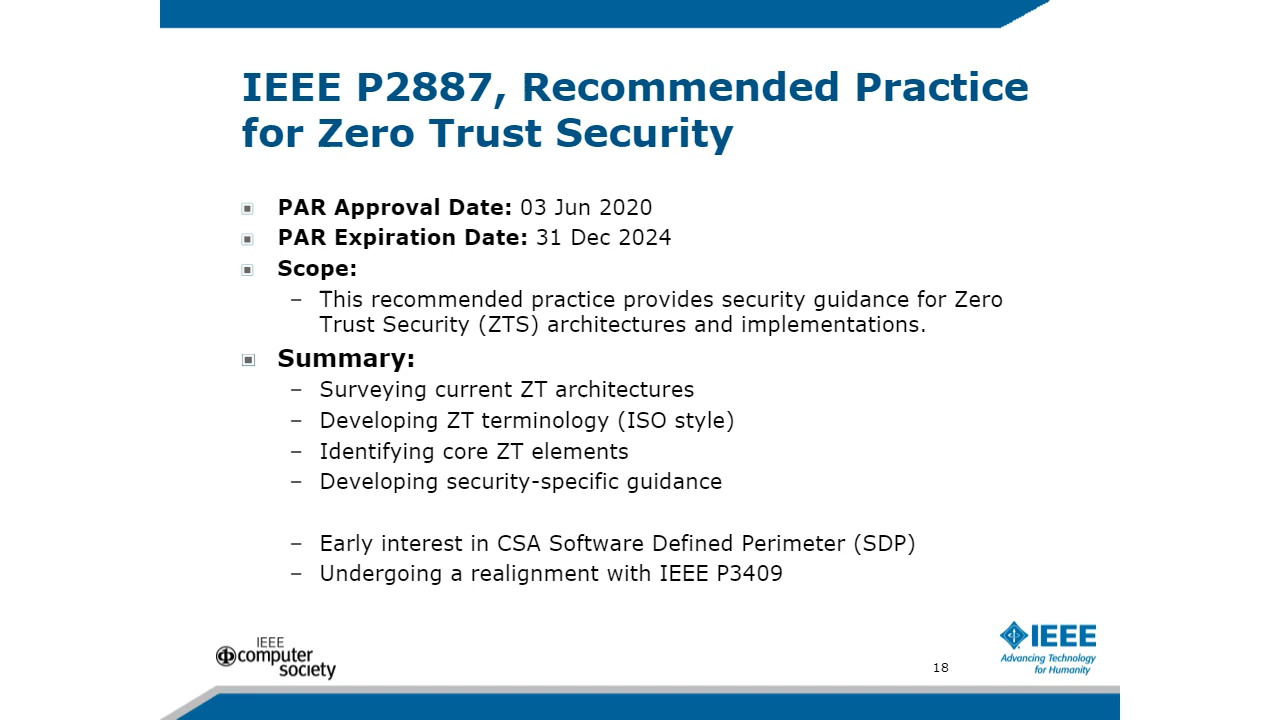 IEEE P2887, Recommended Practice
for Zero Trust Security
PAR Approval Date: 03 Jun 2020
PAR Expiration Date: 31 Dec 2024
Scope:
– This recommended practice provides security guidance for Zero
Trust Security (ZTS) architectures and implementations.
Summary:
– Surveying current ZT architectures
– Developing ZT terminology (ISO style)
– Identifying core ZT elements
– Developing security-specific guidance
– Early interest in CSA Software Defined Perimeter (SDP)
– Undergoing a realignment with IEEE P3409
IEEE
computer
society
18
IEEE
Advancing Technology
for Humanity